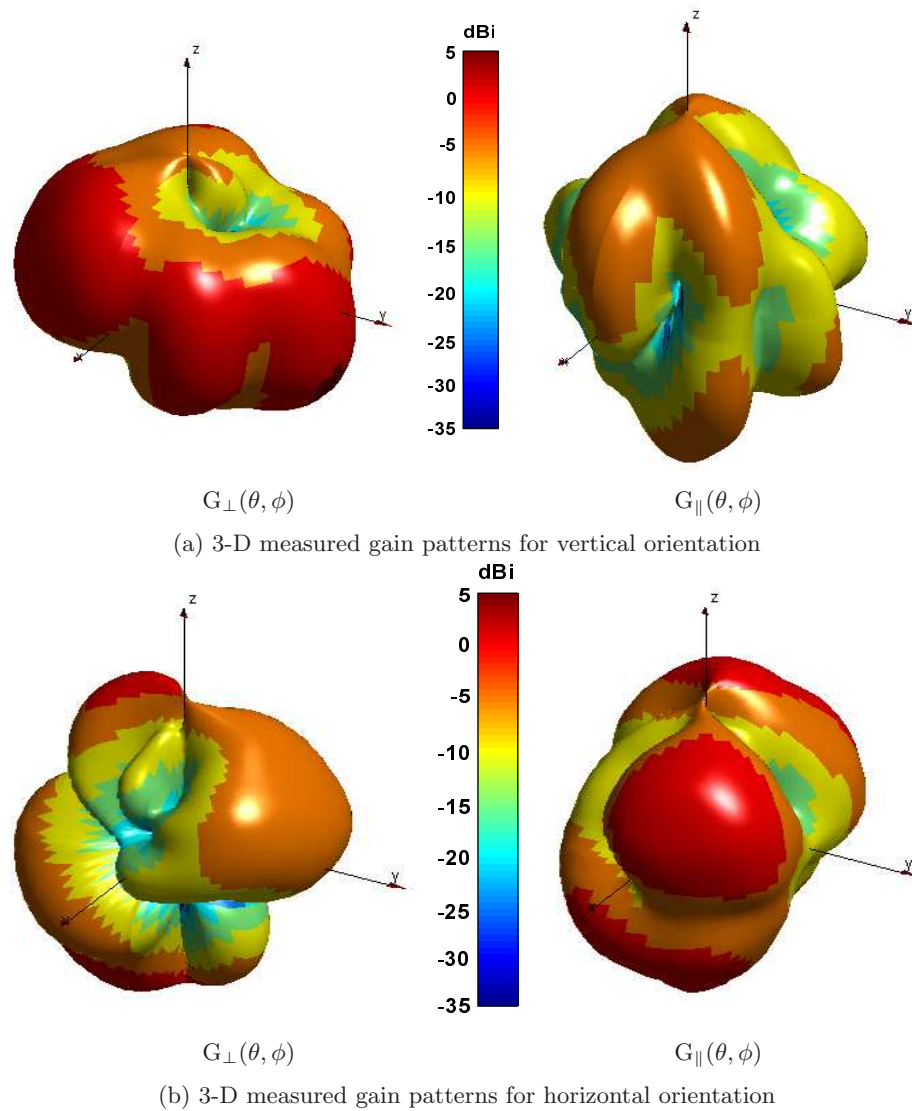 dBi
5
0
-5
-10
-15
-20
-25
-30
-35
z
y
x
z
y
G⊥(θ, ϕ)
G∥(θ, ϕ)
(a) 3-D measured gain patterns for vertical orientation
dBi
5
0
-5
-10
-15
-20
-25
-30
-35
z
y
x
z
y
x
G⊥(θ, ϕ)
G∥(θ, ϕ)
(b) 3-D measured gain patterns for horizontal orientation